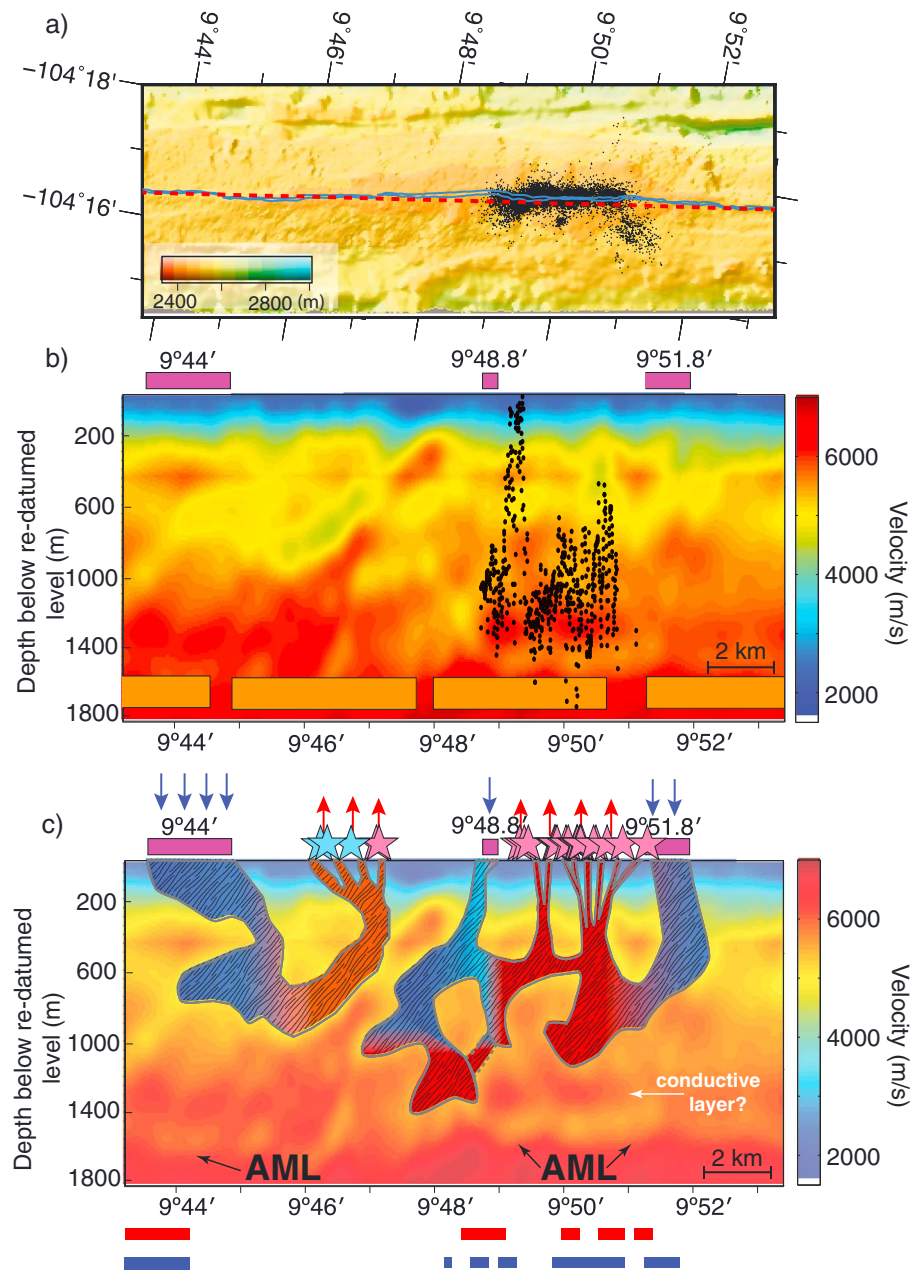 a)
9°44'
9°46'
9°48'
9°50'
9°52'
−104°18'
−104°16'
2400
2800 (m)
b)
9°44'
9°48.8'
9°51.8'
200
600
1000
1400
1800
Depth below re-datumed
level (m)
2 km
9°44'
9°46'
9°48'
9°50'
9°52'
6000
4000
2000
Velocity (m/s)
c)
9°44'
9°48.8'
9°51.8'
200
600
1000
1400
1800
Depth below re-datumed
level (m)
conductive
layer?
AML
AML
2 km
9°44'
9°46'
9°48'
9°50'
9°52'
6000
4000
2000
Velocity (m/s)